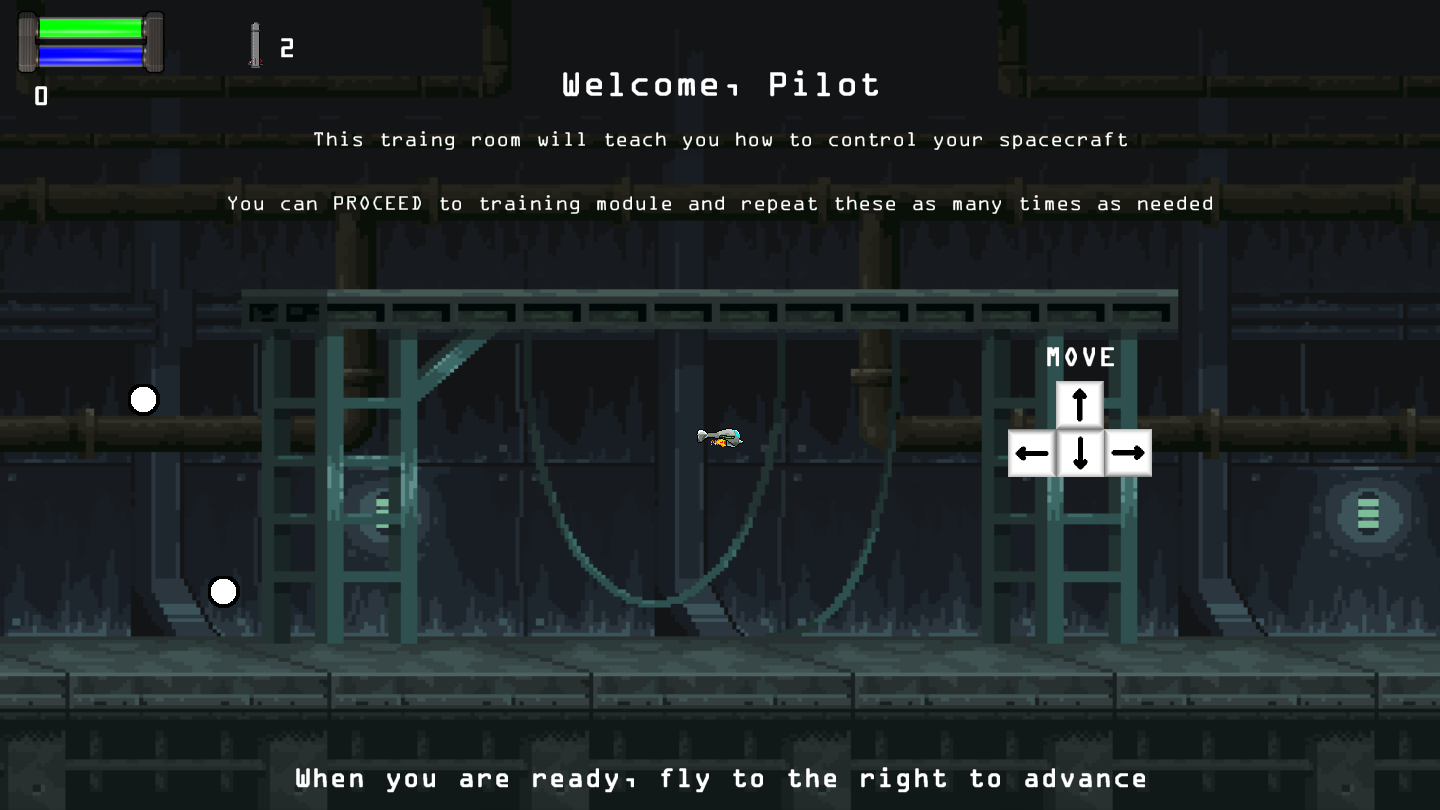 2
0
Welcome, Pilot
This traing room will teach you how to control your spacecraft
You can PROCEED to training module and repeat these as many times as needed
MOVE
When you are ready, fly to the right to advance